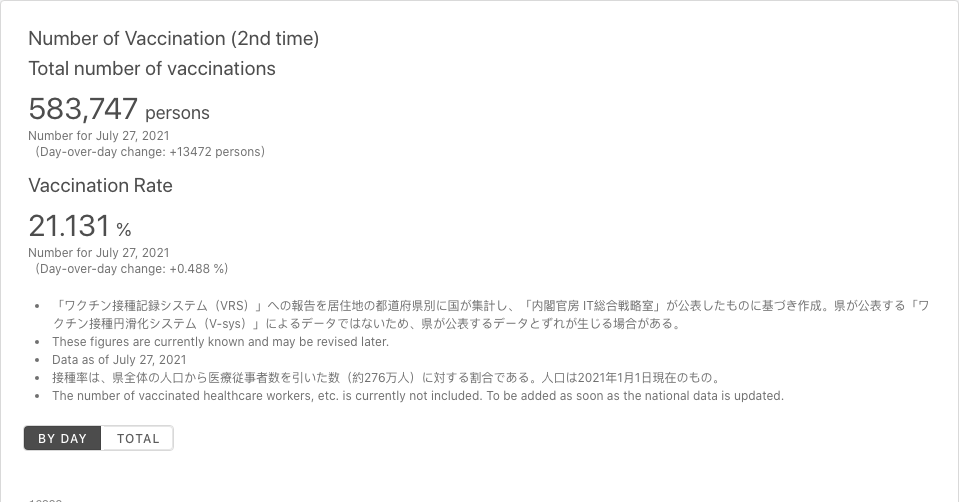 Number of Vaccination (2nd time)
Total number of vaccinations
583,747 persons
Number for July 27, 2021
（Day-over-day change: +13472 persons)
Vaccination Rate
21.131 %
Number for July 27, 2021
（Day-over-day change: +0.488 %)
• 「ワクチン接種記録システム（VRS）」への報告を居住地の都道府県別に国が集計し、「内閣官房 IT総合戦略室」が公表したものに基づき作成。県が公表する「ワ
クチン接種円滑化システム（V-sys）」によるデータではないため、県が公表するデータとずれが生じる場合がある。
• These figures are currently known and may be revised later.
• Data as of July 27, 2021
• 接種率は、県全体の人口から医療従事者数を引いた数（約276万人）に対する割合である。人口は2021年1月1日現在のもの。
• The number of vaccinated healthcare workers, etc. is currently not included. To be added as soon as the national data is updated.
BY DAY TOTAL